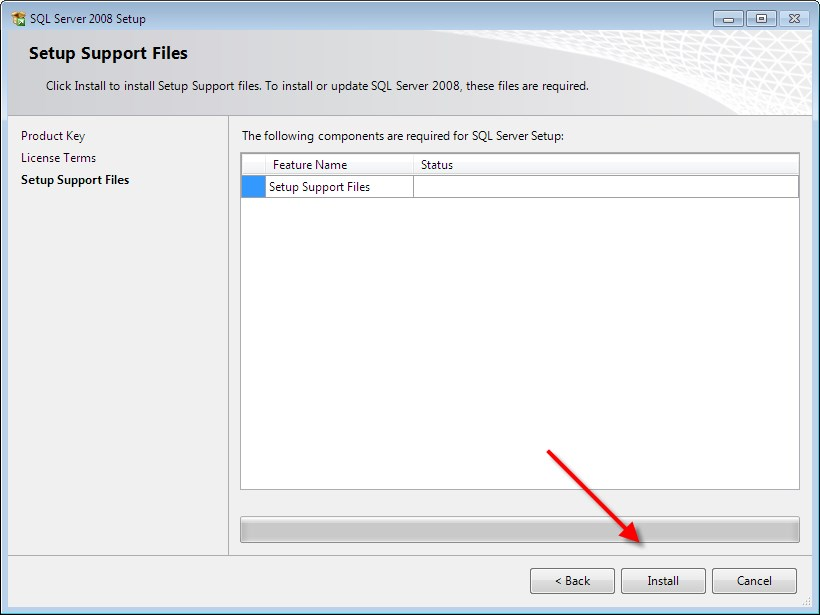 SQL Server 2008 Setup
Setup Support Files
Click Install to install Setup Support files. To install or update SQL Server 2008, these files are required.
Product Key
License Terms
Setup Support Files
The following components are required for SQL Server Setup:
Feature Name Status
Setup Support Files
< Back Install Cancel